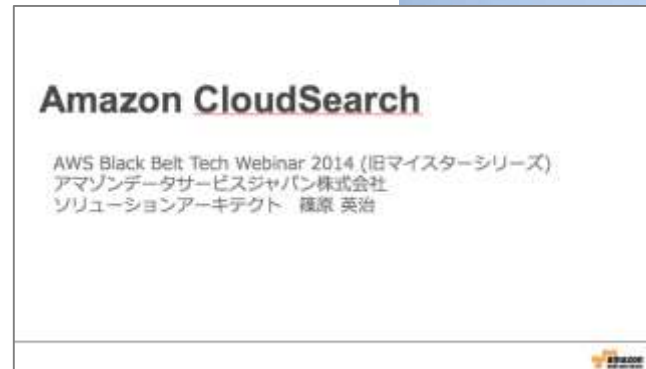 Amazon CloudSearch
AWS Black Belt Tech Webinar 2014 (旧マイスターシリーズ)
アマゾンデータサービスジャパン株式会社
ソリューションアーキテクト 篠原 英治
amazon